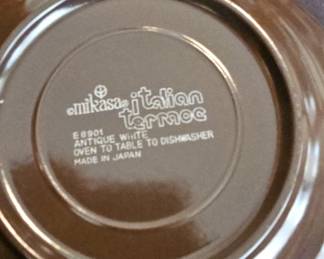 mikasa italian
terrace
E 8901
ANTIQUE WHITE
OVEN TO TABLE TO DISHWASHER
MADE IN JAPAN